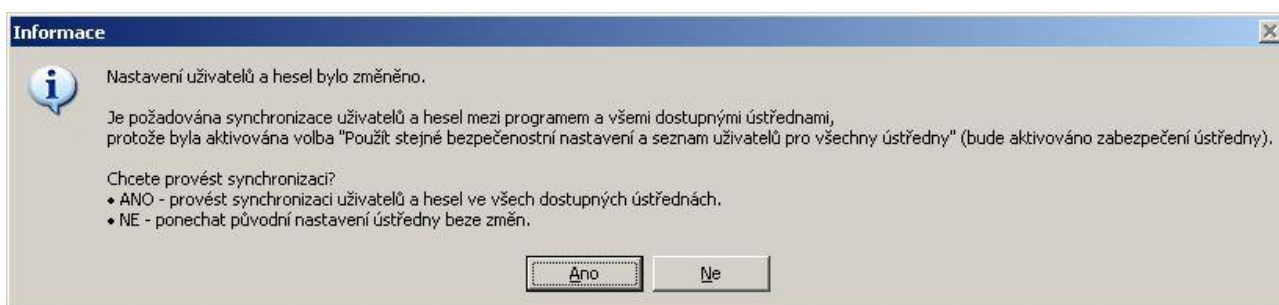 Informace
Nastavení uživatelů a hesel bylo změněno.
Je požadována synchronizace uživatelů a hesel mezi programem a všemi dostupnými ústřednami,
protože byla aktivována volba "Použít stejné bezpečenostní nastavení a seznam uživatelů pro všechny ústředny" (bude aktivováno zabezpečení ústředny).
Chcete provést synchronizaci?
• ANO - provést synchronizaci uživatelů a hesel ve všech dostupných ústřednách.
• NE - ponechat původní nastavení ústředny beze změn.
Ano Ne